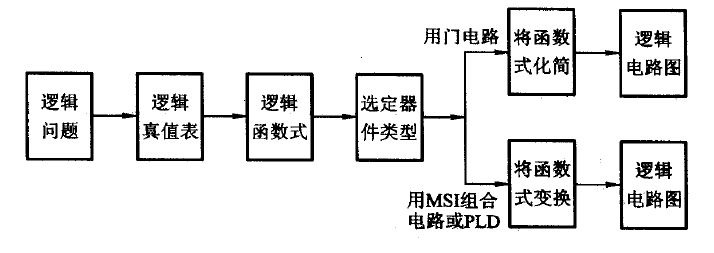 逻辑
问题
逻辑
真值表
逻辑
函数式
选定器
件类型
用门电路
将函数
式化简
逻辑
电路图
用MSI组合
电路或PLD
将函数
式变换
逻辑
电路图